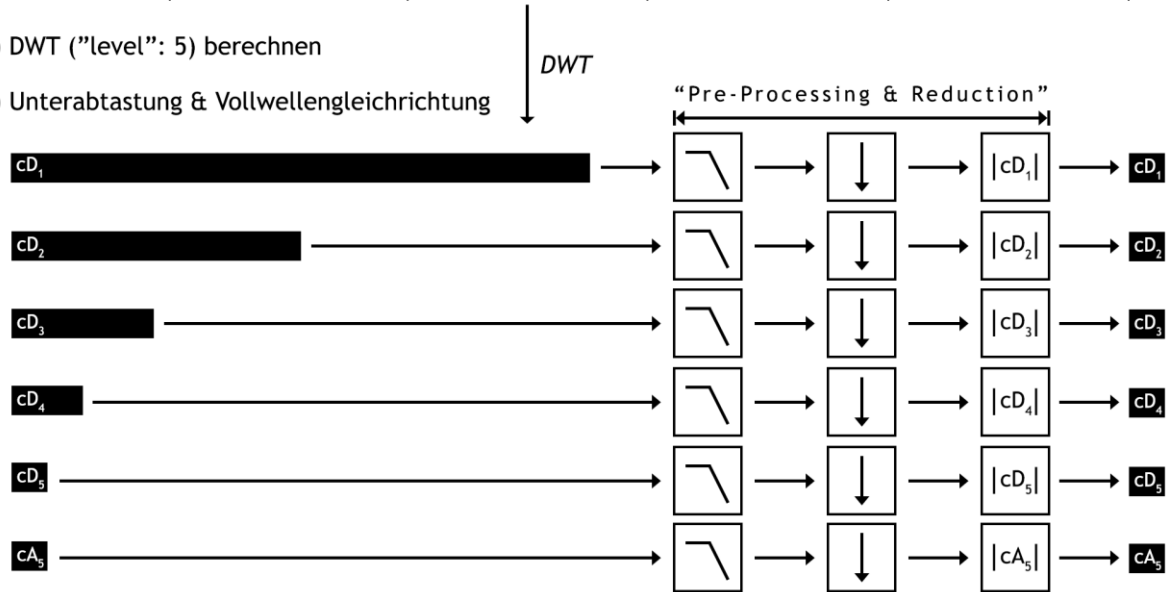 DWT (”level”: 5) berechnen
DWT
Unterabtastung & Vollwellengleichrichtung
“Pre-Processing & Reduction”
cD₁ |cD₁| cD₁
cD₂ |cD₂| cD₂
cD₃ |cD₃| cD₃
cD₄ |cD₄| cD₄
cD₅ |cD₅| cD₅
cA₅ |cA₅| cA₅